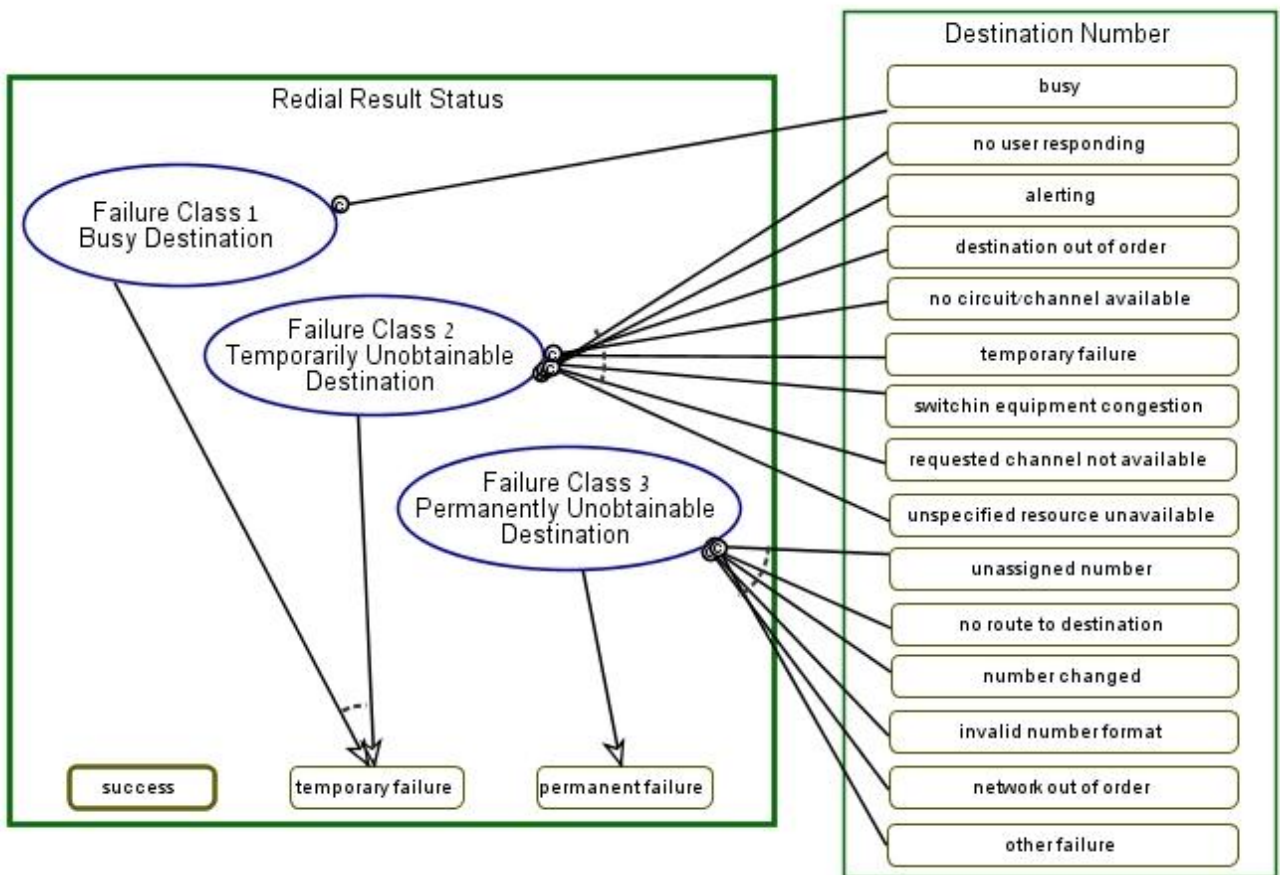 Redial Result Status
Failure Class 1
Busy Destination
Failure Class 2
Temporarily Unobtainable
Destination
Failure Class 3
Permanently Unobtainable
Destination
success
temporary failure
permanent failure
Destination Number
busy
no user responding
alerting
destination out of order
no circuit/channel available
temporary failure
switchin equipment congestion
requested channel not available
unspecified resource unavailable
unassigned number
no route to destination
number changed
invalid number format
network out of order
other failure